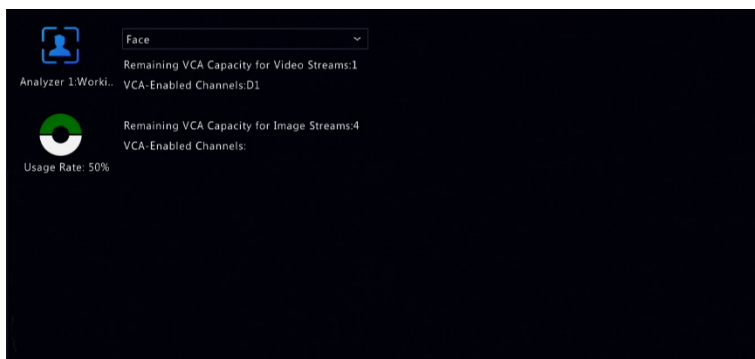 Face
Remaining VCA Capacity for Video Streams:1
Analyzer 1:Worki..
VCA-Enabled Channels:D1
Remaining VCA Capacity for Image Streams:4
VCA-Enabled Channels:
Usage Rate: 50%